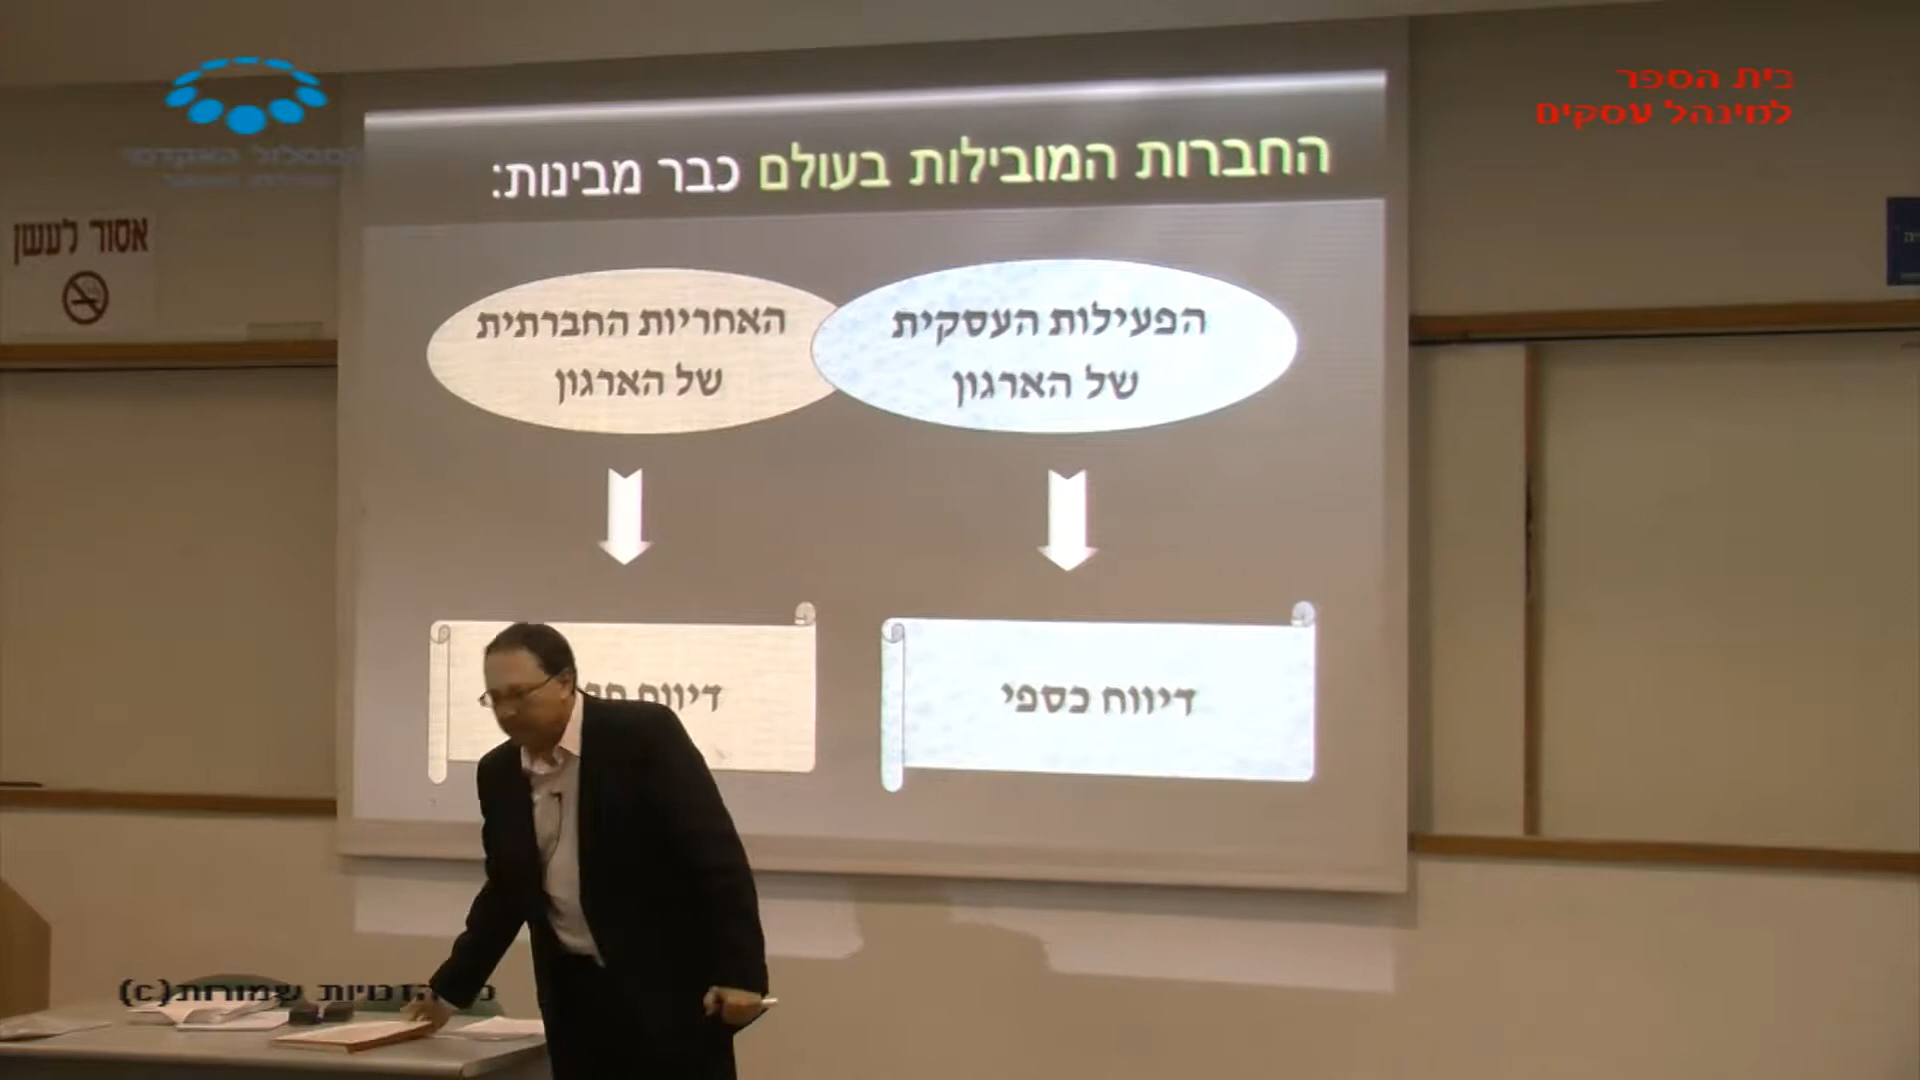 בית הספר
למינהל עסקים
החברות המובילות בעולם כבר מבינות:
הפעילות העסקית
של הארגון
האחריות החברתית
של הארגון
דיווח כספי
דיווח
אסור לעשן
שמורות(c)